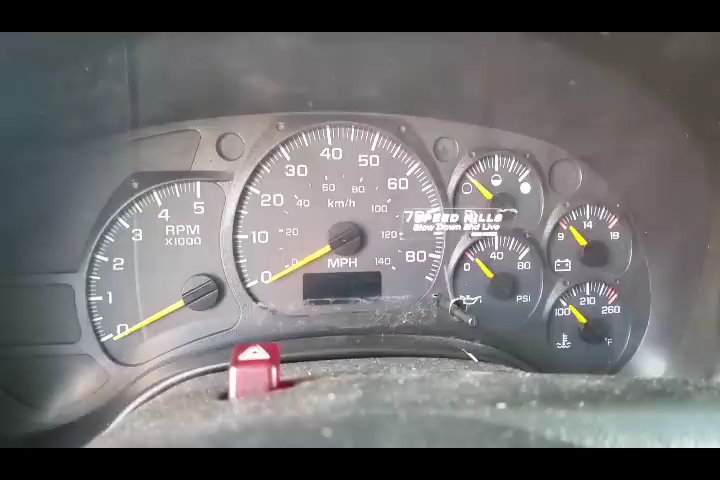 0 1 2 3 4 5
RPM
X1000
0 10 20 30 40 50 60 7 80
0 20 40 60 80 100 120 140
km/h
MPH
SPEED KILLS
Slow Down And Live
9 14 19
0 40 80
PSI
100 210 260
°F